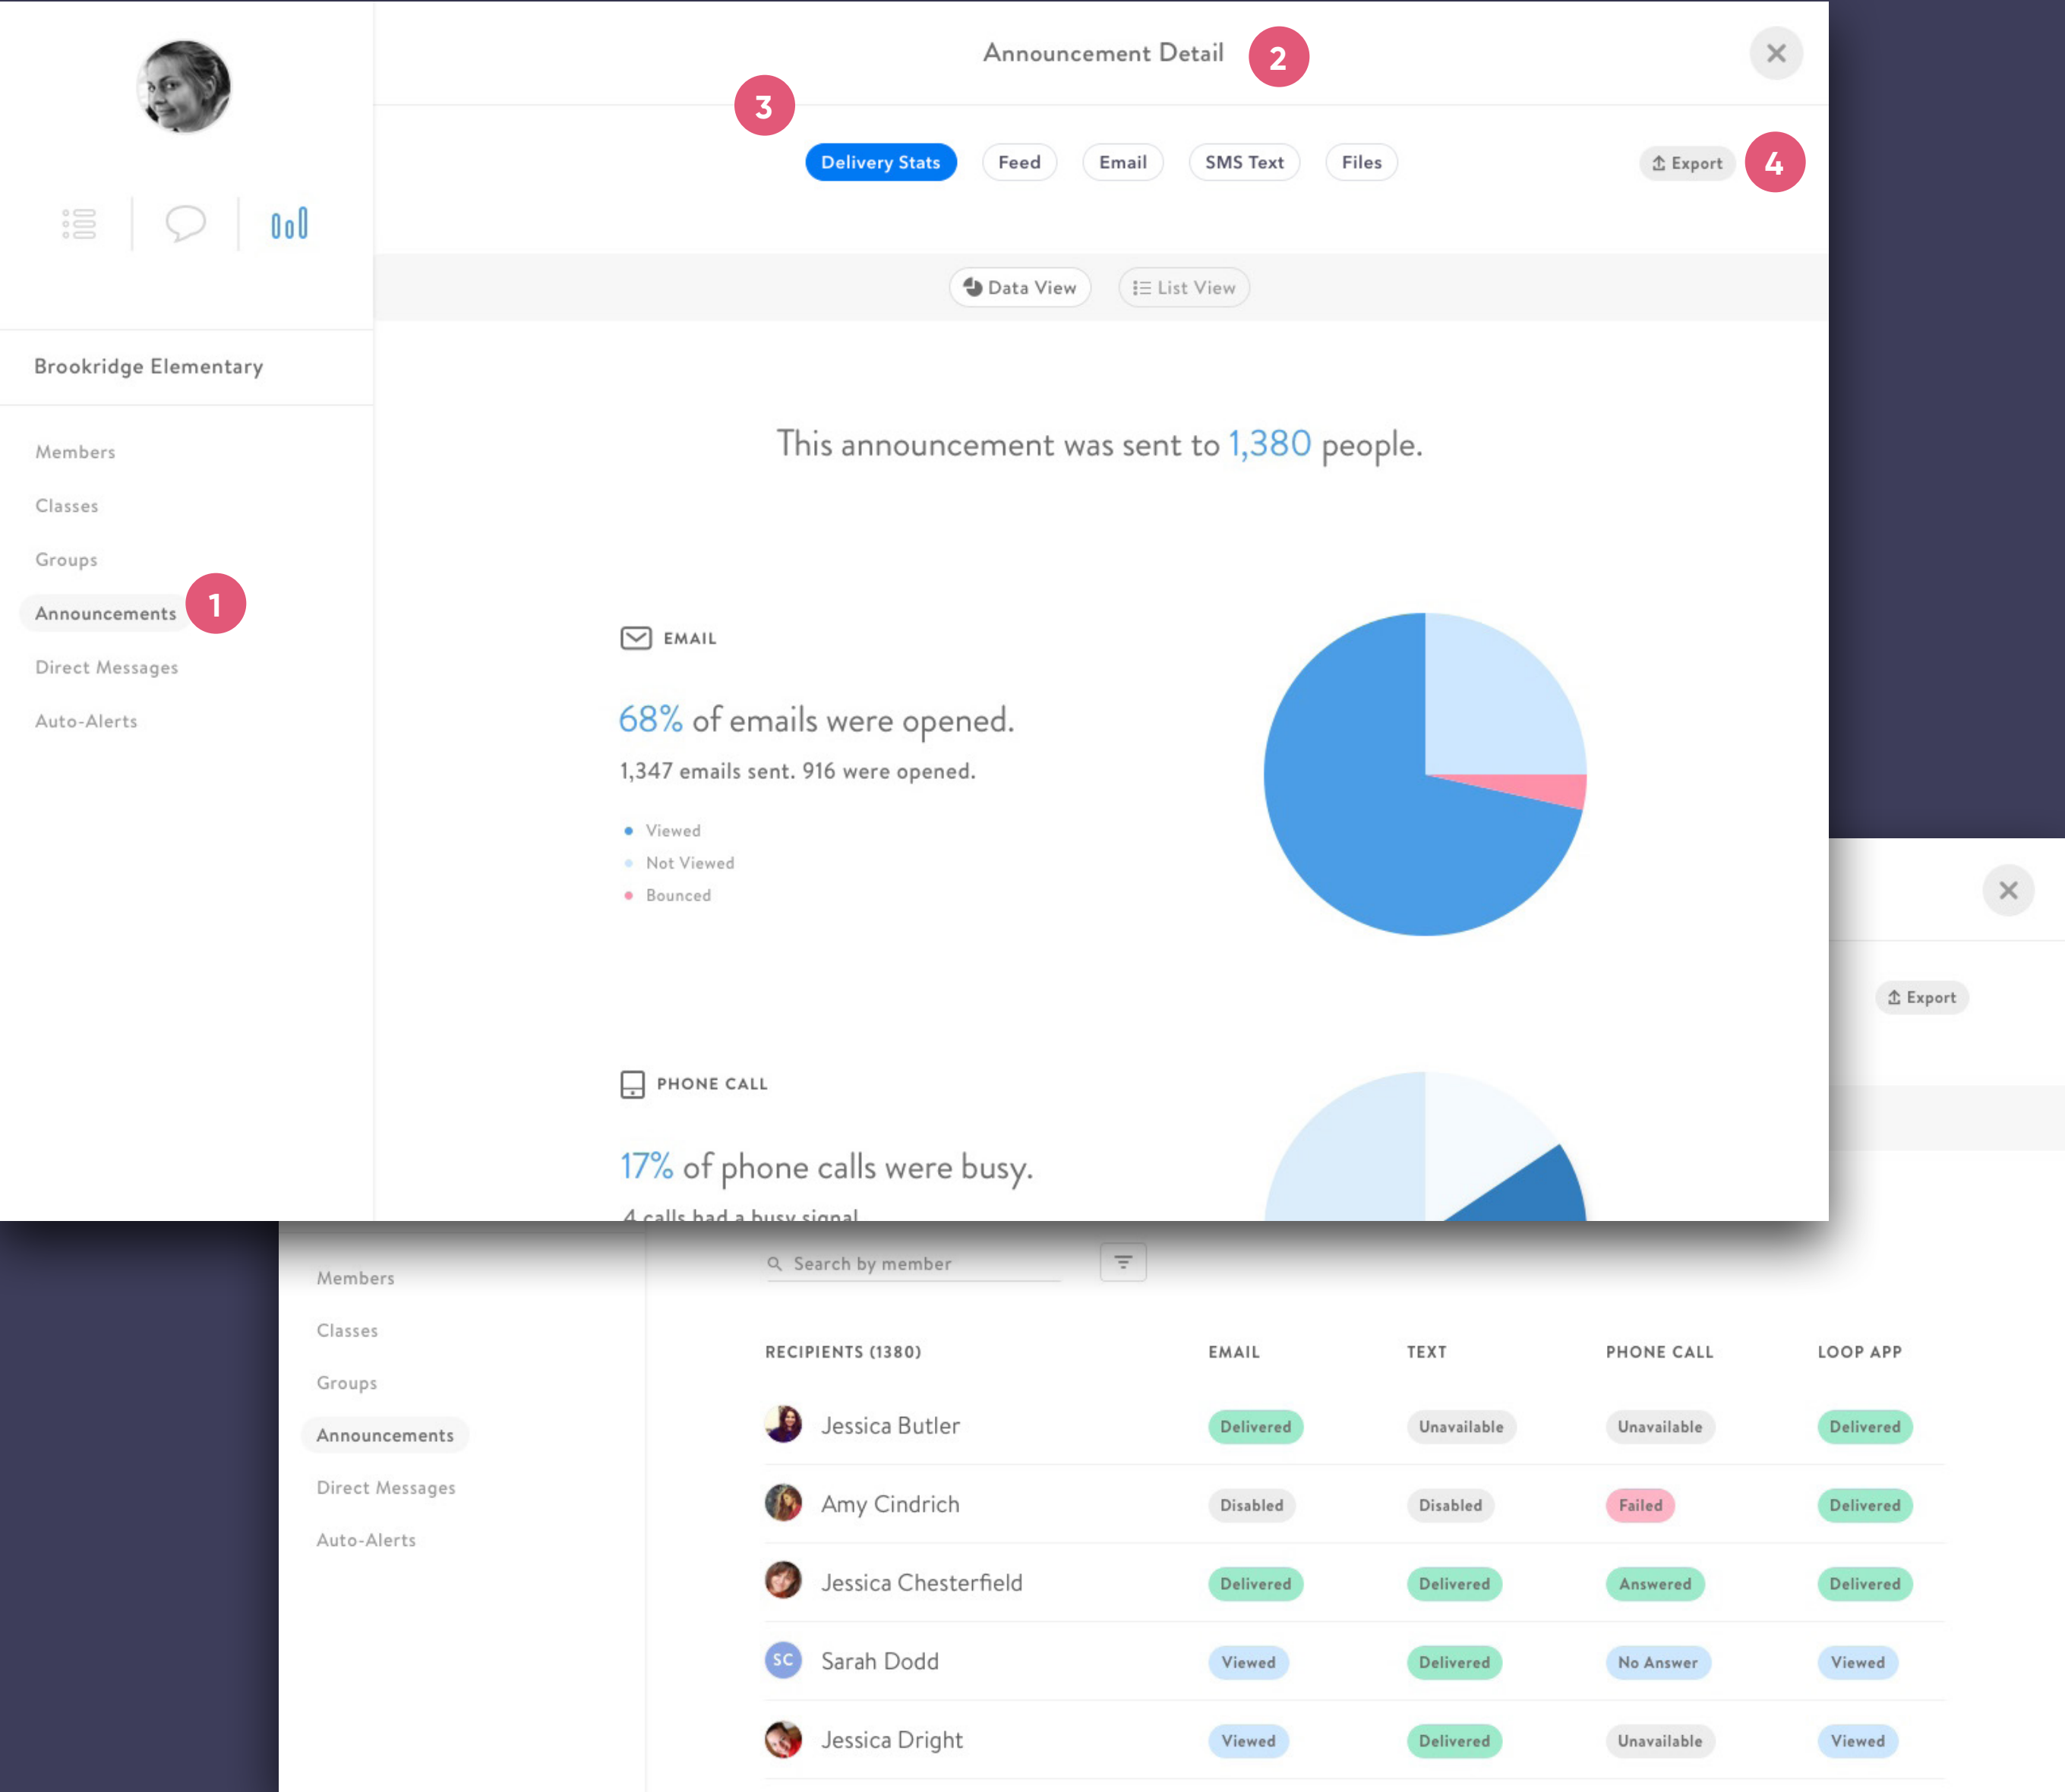 Announcement Detail
2
3
Delivery Stats
Feed
Email
SMS Text
Files
Export
4
Data View
List View
Brookridge Elementary
Members
Classes
Groups
Announcements
1
Direct Messages
Auto-Alerts
This announcement was sent to 1,380 people.
EMAIL
68% of emails were opened.
1,347 emails sent. 916 were opened.
Viewed
Not Viewed
Bounced
PHONE CALL
17% of phone calls were busy.
4 calls had a busy signal
Export
Members
Classes
Groups
Announcements
Direct Messages
Auto-Alerts
Search by member
RECIPIENTS (1380) EMAIL TEXT PHONE CALL LOOP APP
Jessica Butler Delivered Unavailable Unavailable Delivered
Amy Cindrich Disabled Disabled Failed Delivered
Jessica Chesterfield Delivered Delivered Answered Delivered
SC Sarah Dodd Viewed Delivered No Answer Viewed
Jessica Dright Viewed Delivered Unavailable Viewed